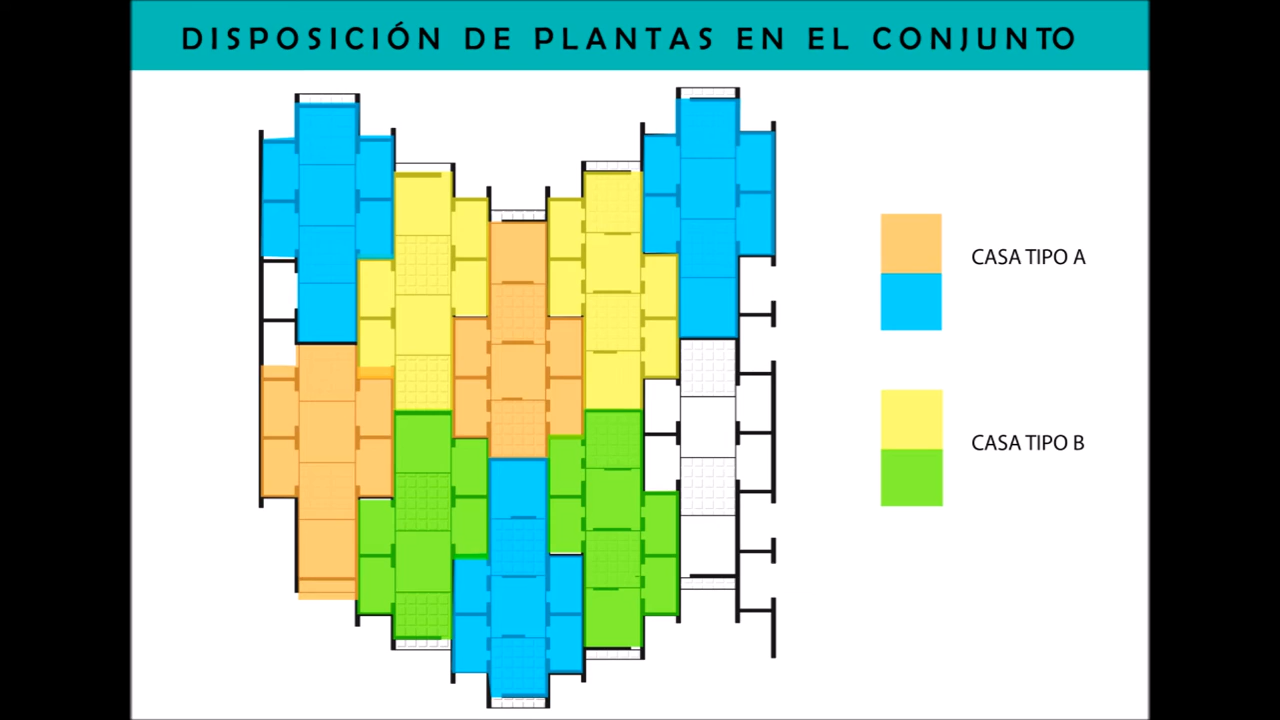 DISPOSICIÓN DE PLANTAS EN EL CONJUNTO
CASA TIPO A
CASA TIPO B